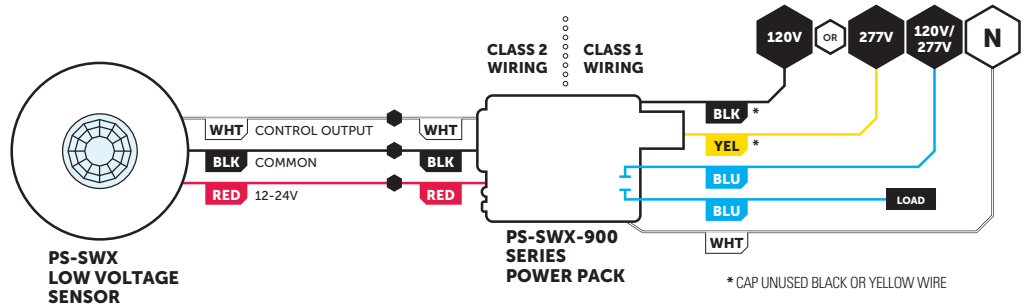 120V
OR
277V
120V/
277V
N
CLASS 2
WIRING
CLASS 1
WIRING
WHT CONTROL OUTPUT WHT
BLK COMMON BLK
RED 12-24V RED
BLK *
YEL *
BLU
BLU
LOAD
WHT
PS-SWX
LOW VOLTAGE
SENSOR
PS-SWX-900
SERIES
POWER PACK
* CAP UNUSED BLACK OR YELLOW WIRE